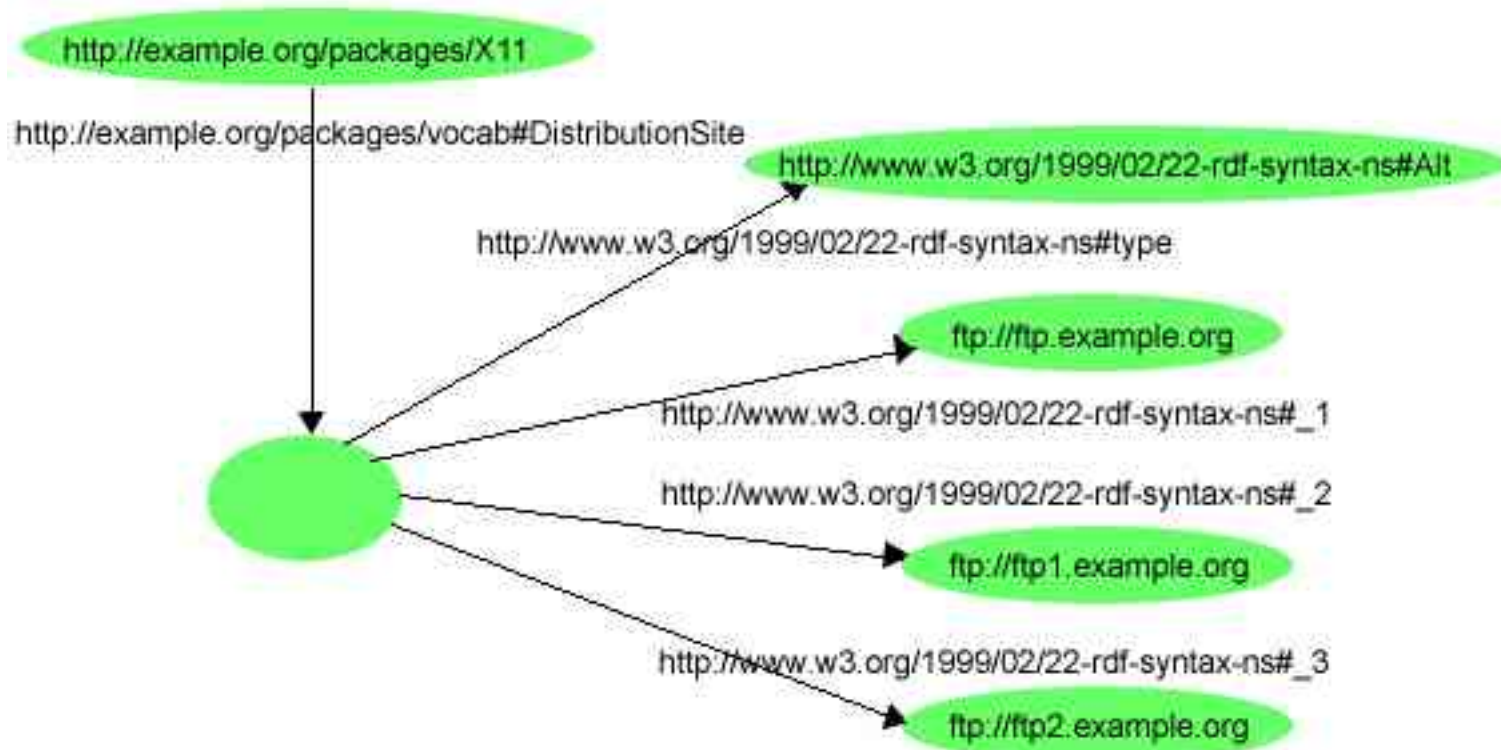 http://example.org/packages/X11
http://example.org/packages/vocab#DistributionSite
http://www.w3.org/1999/02/22-rdf-syntax-ns#Alt
http://www.w3.org/1999/02/22-rdf-syntax-ns#type
ftp://ftp.example.org
http://www.w3.org/1999/02/22-rdf-syntax-ns#_1
http://www.w3.org/1999/02/22-rdf-syntax-ns#_2
ftp://ftp1.example.org
http://www.w3.org/1999/02/22-rdf-syntax-ns#_3
ftp://ftp2.example.org